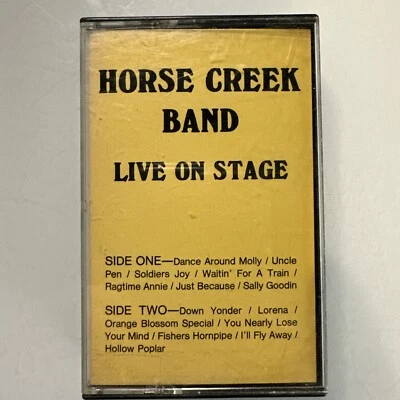 HORSE CREEK
BAND
LIVE ON STAGE
SIDE ONE—Dance Around Molly / Uncle
Pen / Soldiers Joy / Waitin' For A Train /
Ragtime Annie / Just Because / Sally Goodin
SIDE TWO—Down Yonder / Lorena /
Orange Blossom Special / You Nearly Lose
Your Mind / Fishers Hornpipe / I'll Fly Away /
Hollow Poplar